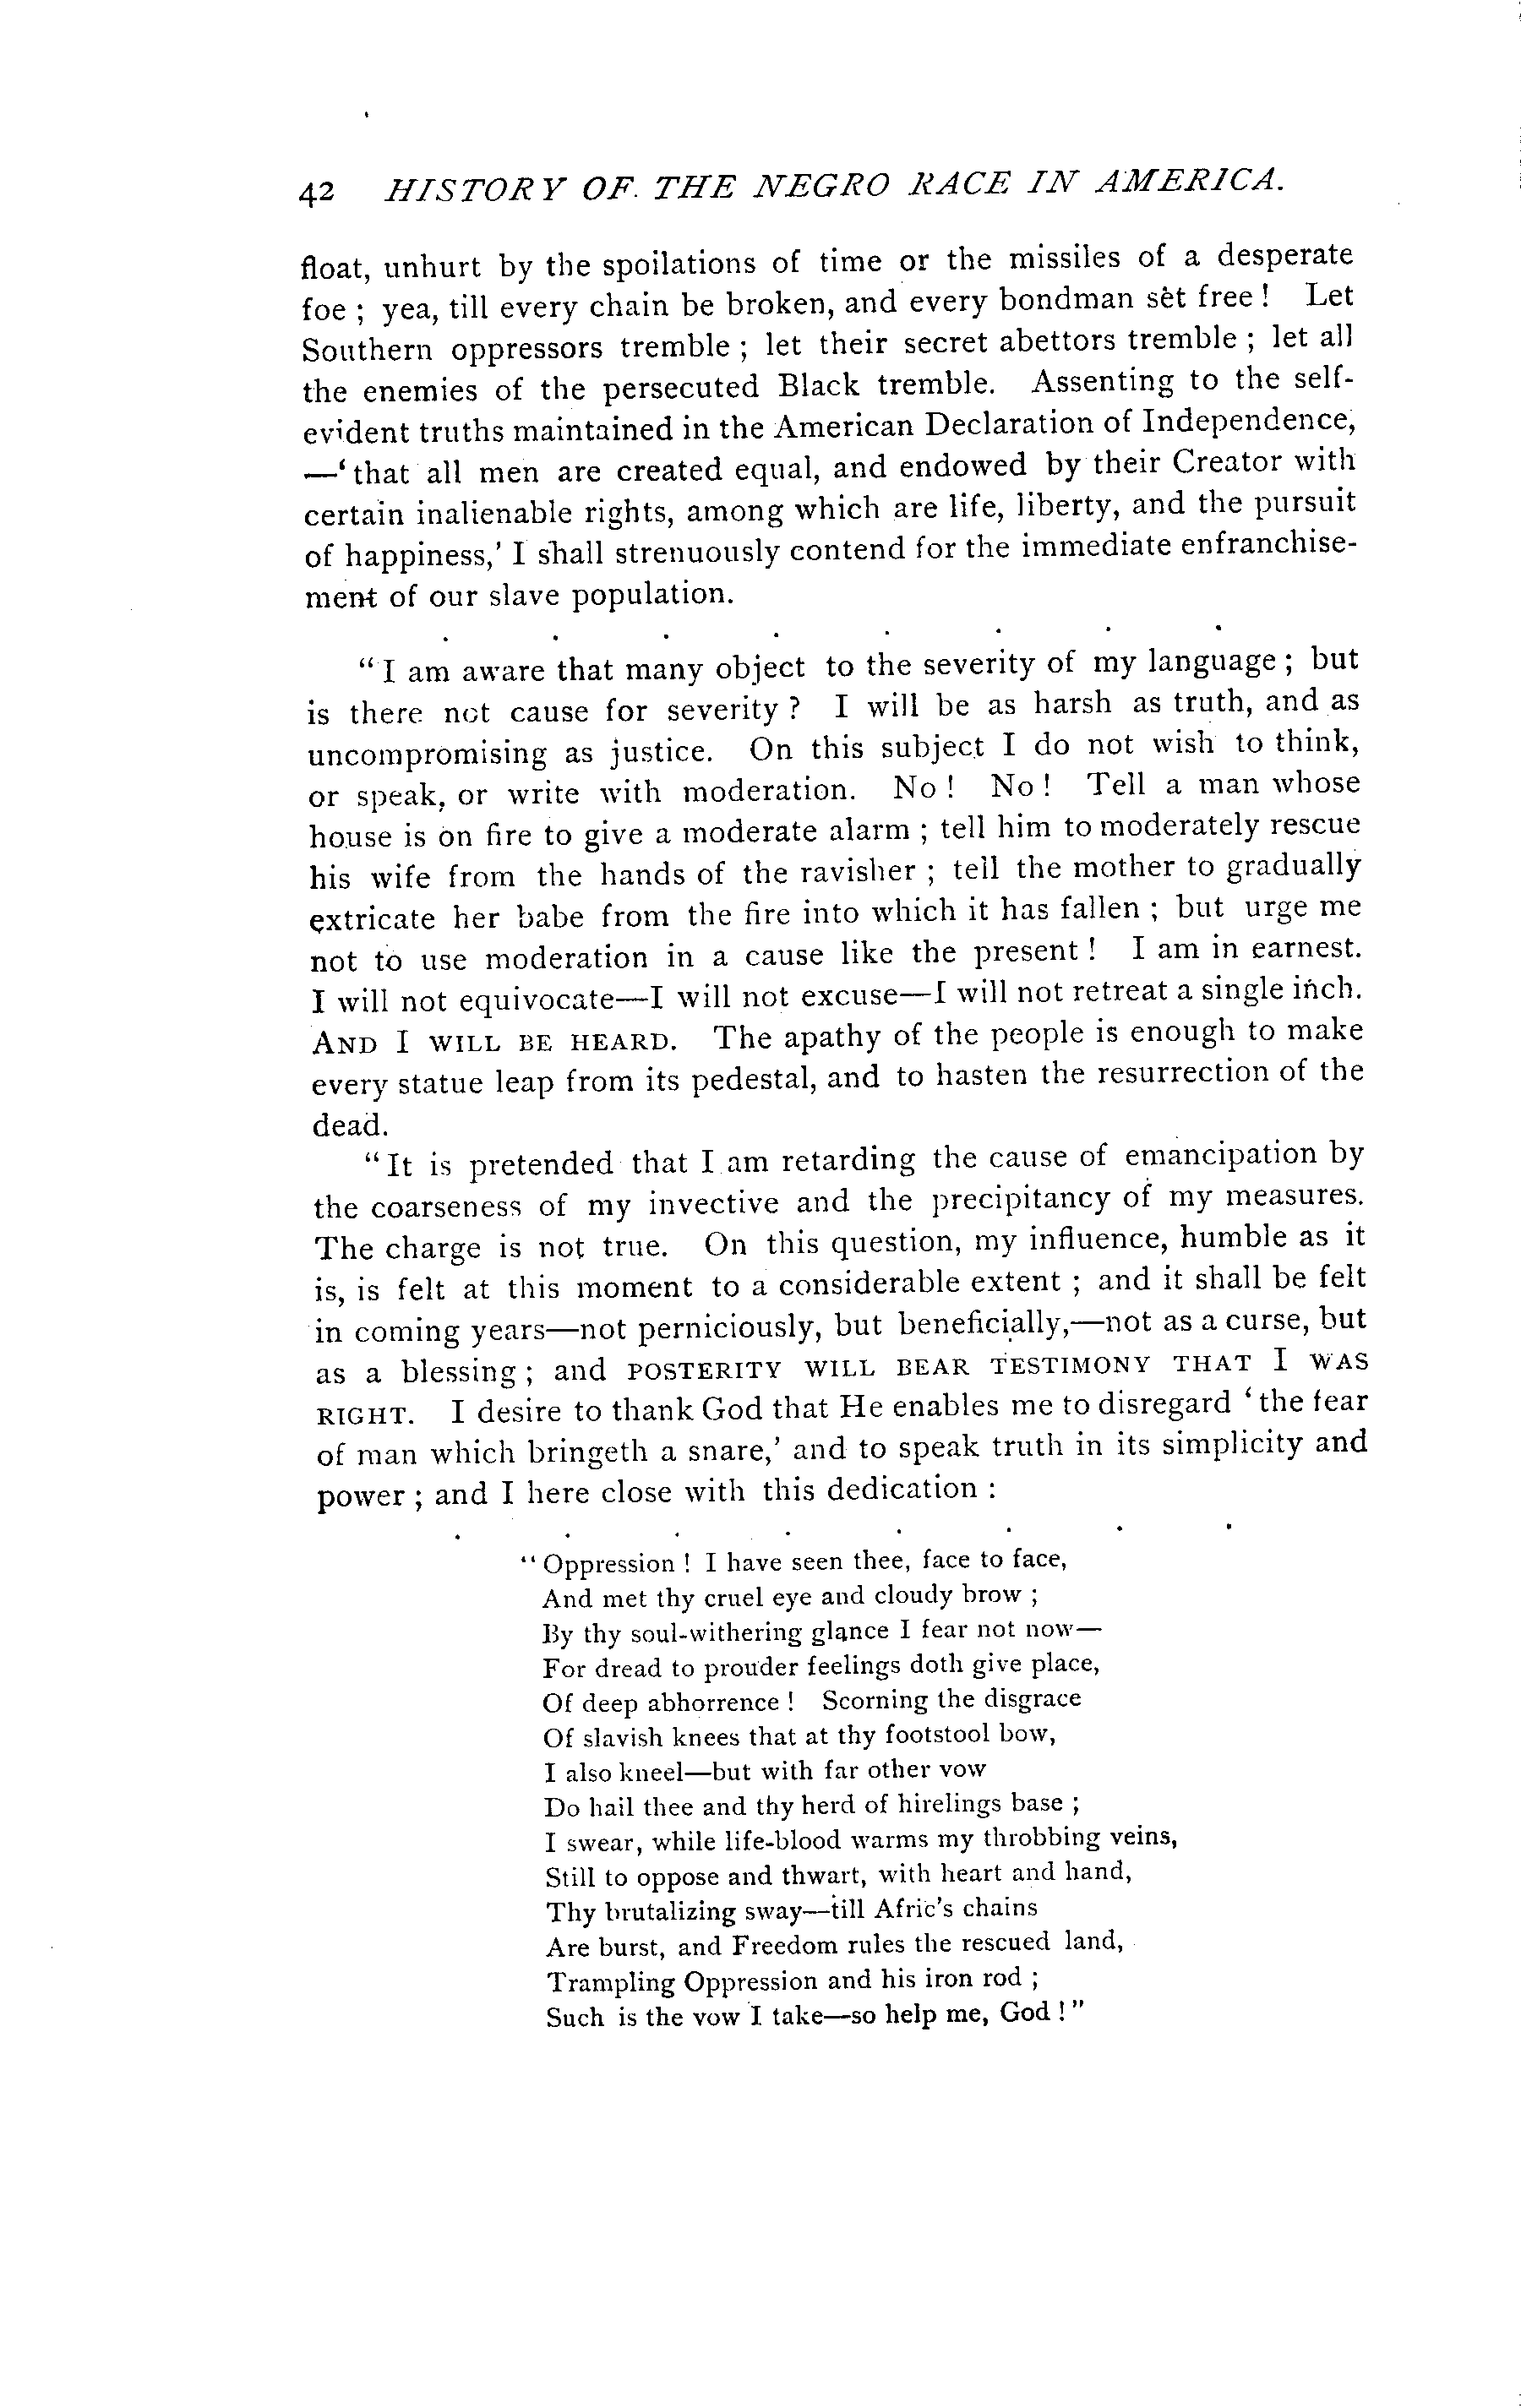 42 HISTORY OF THE NEGRO RACE IN AMERICA.
float, unhurt by the spoilations of time or the missiles of a desperate
foe ; yea, till every chain be broken, and every bondman set free ! Let
Southern oppressors tremble ; let their secret abettors tremble ; let all
the enemies of the persecuted Black tremble. Assenting to the self-
evident truths maintained in the American Declaration of Independence,
—‘ that all men are created equal, and endowed by their Creator with
certain inalienable rights, among which are life, liberty, and the pursuit
of happiness,’ I shall strenuously contend for the immediate enfranchise-
ment of our slave population.
. . . . . . . .
“ I am aware that many object to the severity of my language ; but
is there not cause for severity ? I will be as harsh as truth, and as
uncompromising as justice. On this subject I do not wish to think,
or speak, or write with moderation. No ! No ! Tell a man whose
house is on fire to give a moderate alarm ; tell him to moderately rescue
his wife from the hands of the ravisher ; tell the mother to gradually
extricate her babe from the fire into which it has fallen ; but urge me
not to use moderation in a cause like the present ! I am in earnest.
I will not equivocate—I will not excuse—I will not retreat a single inch.
AND I WILL BE HEARD. The apathy of the people is enough to make
every statue leap from its pedestal, and to hasten the resurrection of the
dead.
“ It is pretended that I am retarding the cause of emancipation by
the coarseness of my invective and the precipitancy of my measures.
The charge is not true. On this question, my influence, humble as it
is, is felt at this moment to a considerable extent ; and it shall be felt
in coming years—not perniciously, but beneficially,—not as a curse, but
as a blessing ; and POSTERITY WILL BEAR TESTIMONY THAT I WAS
RIGHT. I desire to thank God that He enables me to disregard ‘ the fear
of man which bringeth a snare,’ and to speak truth in its simplicity and
power ; and I here close with this dedication :
. . . . . . . .
“ Oppression ! I have seen thee, face to face,
And met thy cruel eye and cloudy brow ;
By thy soul-withering glance I fear not now—
For dread to prouder feelings doth give place,
Of deep abhorrence ! Scorning the disgrace
Of slavish knees that at thy footstool bow,
I also kneel—but with far other vow
Do hail thee and thy herd of hirelings base ;
I swear, while life-blood warms my throbbing veins,
Still to oppose and thwart, with heart and hand,
Thy brutalizing sway—till Afric's chains
Are burst, and Freedom rules the rescued land,
Trampling Oppression and his iron rod ;
Such is the vow I take—so help me, God ! ”